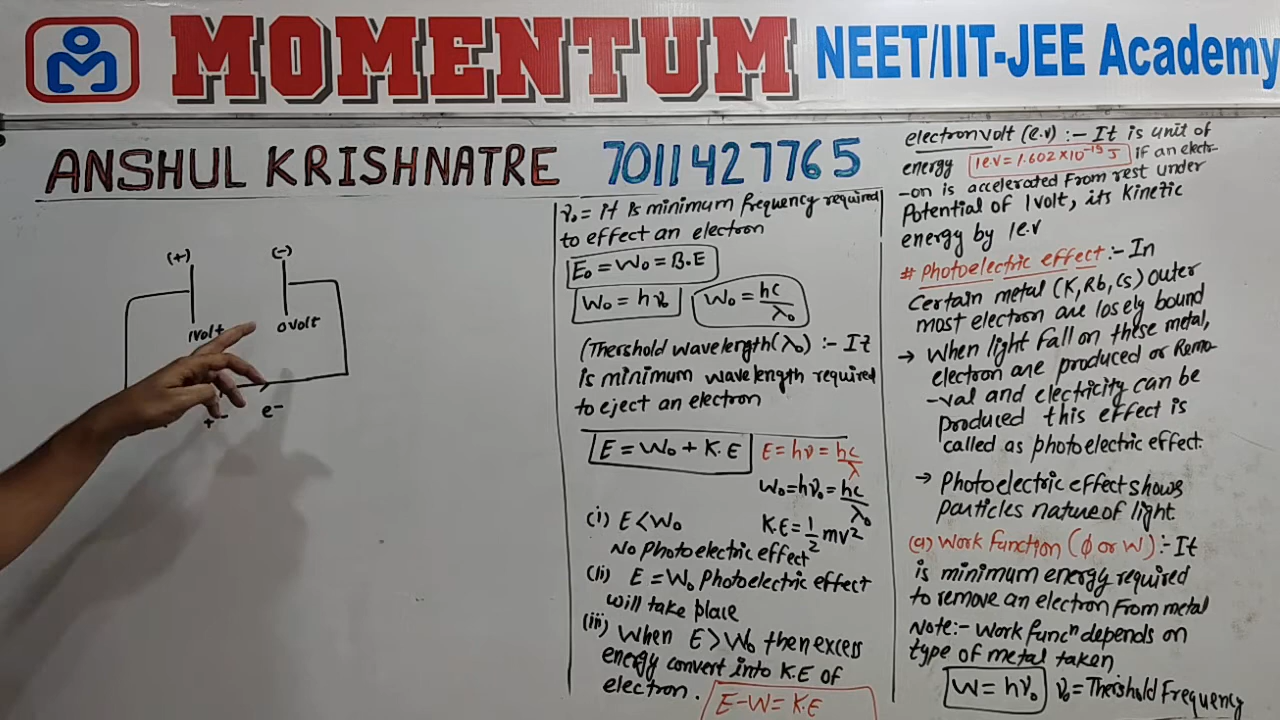 MOMENTUM NEET/IIT-JEE Academy
ANSHUL KRISHNATRE 7011427765
(+) (-)
1volt 0volt
e-
ν₀ = it is minimum frequency required
to effect an electron
E₀ = W₀ = B.E
W₀ = hν₀ W₀ = hc/λ₀
(Thershold wavelength(λ₀) :- It
is minimum wavelength required
to eject an electron
E = W₀ + K.E E = hν = hc/λ
W₀ = hν₀ = hc/λ₀
K.E = 1/2 mv²
(i) E < W₀
No photoelectric effect
(ii) E = W₀ Photoelectric effect
will take place
(iii) When E > W₀ then excess
energy convert into K.E of
electron. E-W = K.E
electronvolt (e.v) :- It is unit of
energy 1e.v = 1.602×10⁻¹⁹ J if an electr-
-on is accelerated from rest under
Potential of 1volt, its kinetic
energy by 1e.v
# Photoelectric effect :- In
Certain metal (K, Rb, Cs) outer
most electron are losely bound
→ When light fall on these metal,
electron are produced or Remo-
-val and electricity can be
produced this effect is
called as photoelectric effect.
→ Photoelectric effect shows
particles nature of light
(a) Work function (ϕ or W) :- It
is minimum energy required
to remove an electron from metal
Note:- Work funcⁿ depends on
type of metal taken
W = hν₀ ν₀ = Thershold Frequency